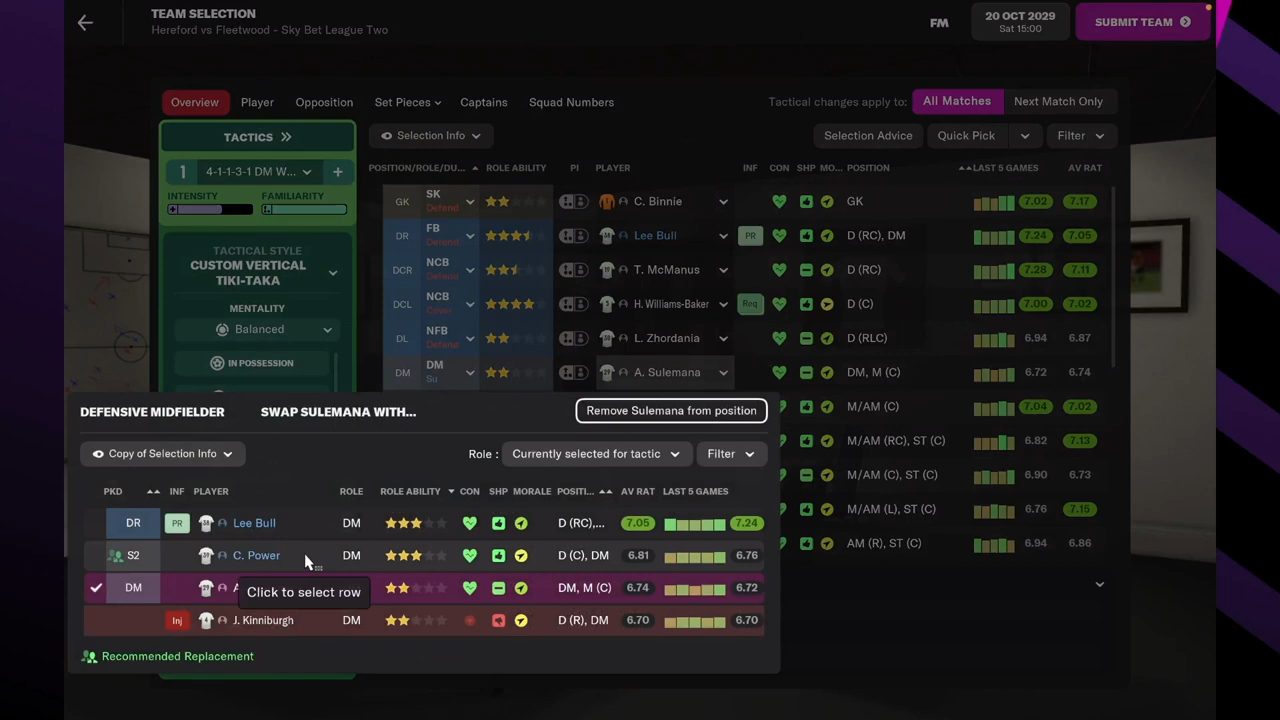 TEAM SELECTION
Hereford vs Fleetwood - Sky Bet League Two
FM
20 OCT 2029
Sat 15:00
SUBMIT TEAM
Overview Player Opposition Set Pieces Captains Squad Numbers
Tactical changes apply to: All Matches Next Match Only
TACTICS
Selection Info
Selection Advice Quick Pick Filter
1 4-1-1-3-1 DM W...
INTENSITY FAMILIARITY
POSITION/ROLE/DU... ROLE ABILITY PI PLAYER INF CON SHP MO... POSITION LAST 5 GAMES AV RAT
GK SK Defend C. Binnie GK 7.02 7.17
DR FB Defend Lee Bull PR D (RC), DM 7.24 7.05
DCR NCB Defend T. McManus D (RC) 7.28 7.11
DCL NCB Cover H. Williams-Baker Req D (C) 7.00 7.02
DL NFB Defend L. Zhordania D (RLC) 6.94 6.87
DM DM Su A. Sulemana DM, M (C) 6.72 6.74
M/AM (C) 7.04 7.02
M/AM (RC), ST (C) 6.82 7.13
M/AM (C), ST (C) 6.90 6.73
M/AM (L), ST (C) 6.76 7.15
AM (R), ST (C) 6.94 6.86
TACTICAL STYLE
CUSTOM VERTICAL
TIKI-TAKA
MENTALITY
Balanced
IN POSSESSION
DEFENSIVE MIDFIELDER SWAP SULEMANA WITH... Remove Sulemana from position
Copy of Selection Info Role : Currently selected for tactic Filter
PKD INF PLAYER ROLE ROLE ABILITY CON SHP MORALE POSITI... AV RAT LAST 5 GAMES
DR PR Lee Bull DM D (RC),... 7.05 7.24
S2 C. Power DM D (C), DM 6.81 6.76
DM A DM DM, M (C) 6.74 6.72
Click to select row
Inj J. Kinniburgh DM D (R), DM 6.70 6.70
Recommended Replacement